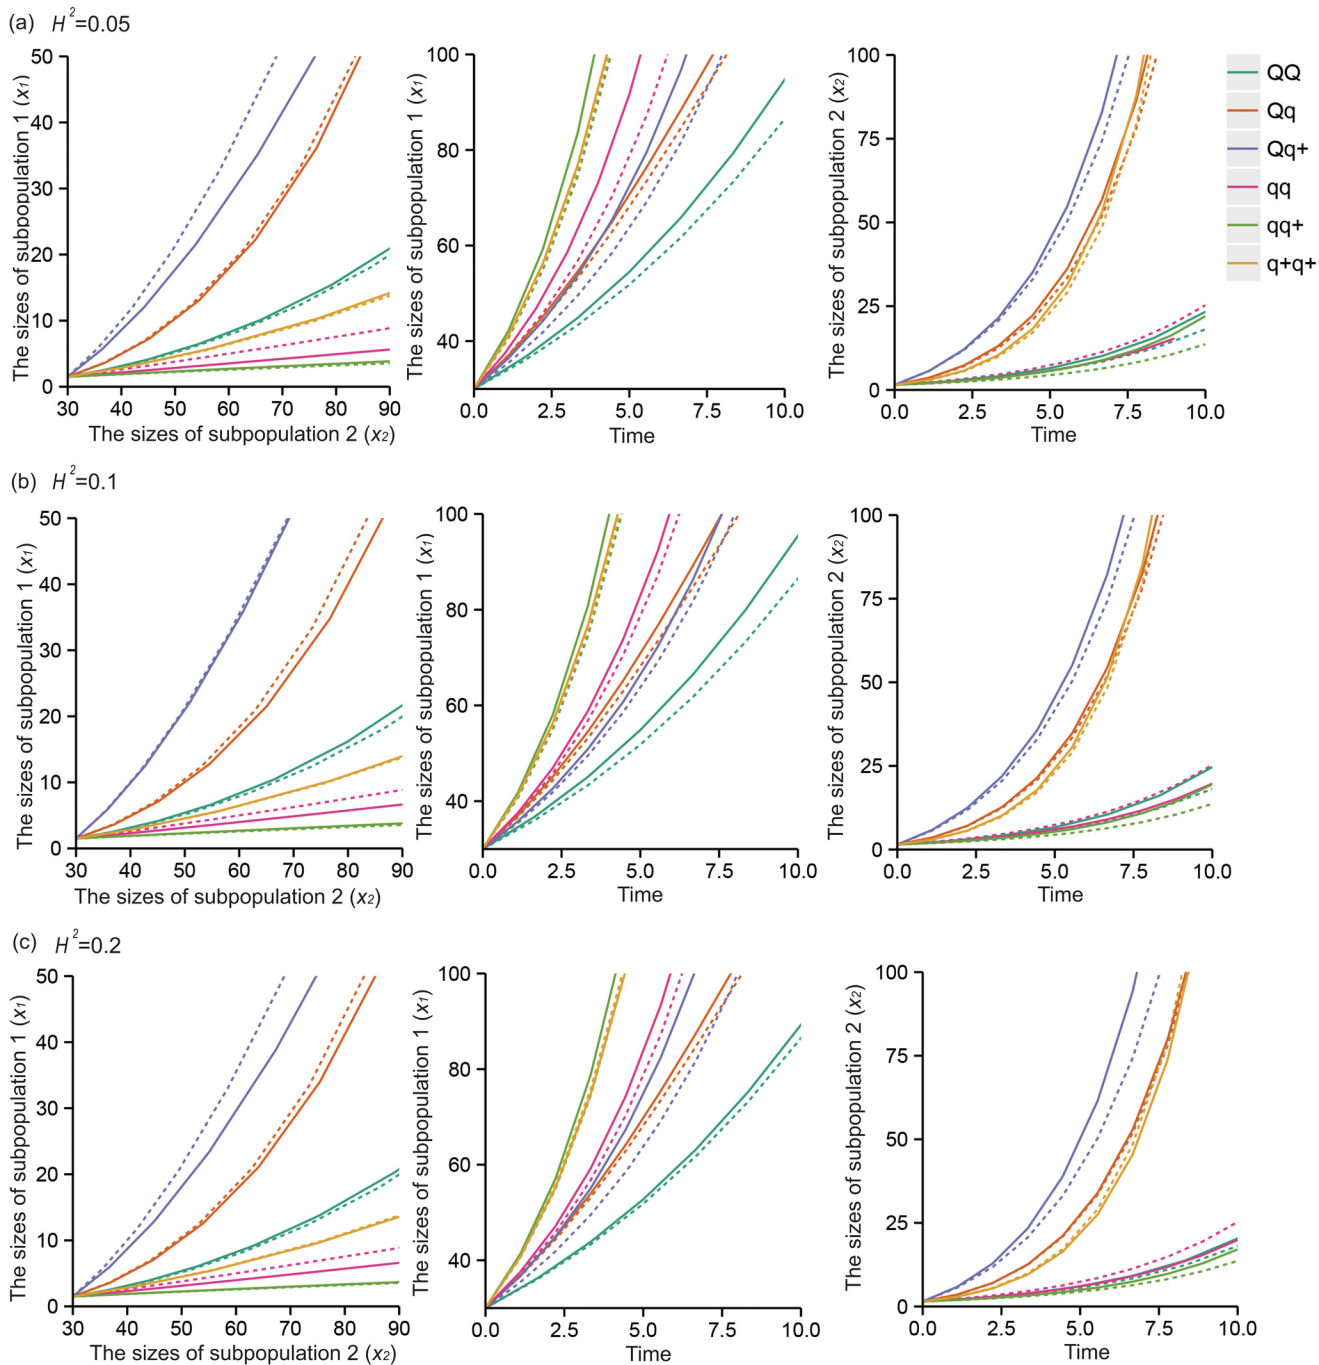 (a) H²=0.05
The sizes of subpopulation 1 (x₁)
50
40
30
20
10
0
30 40 50 60 70 80 90
The sizes of subpopulation 2 (x₂)
The sizes of subpopulation 1 (x₁)
100
80
60
40
0.0 2.5 5.0 7.5 10.0
Time
The sizes of subpopulation 2 (x₂)
100
75
50
25
0
0.0 2.5 5.0 7.5 10.0
Time
QQ
Qq
Qq+
qq
qq+
q+q+
(b) H²=0.1
The sizes of subpopulation 1 (x₁)
50
40
30
20
10
0
30 40 50 60 70 80 90
The sizes of subpopulation 2 (x₂)
The sizes of subpopulation 1 (x₁)
100
80
60
40
0.0 2.5 5.0 7.5 10.0
Time
The sizes of subpopulation 2 (x₂)
100
75
50
25
0
0.0 2.5 5.0 7.5 10.0
Time
(c) H²=0.2
The sizes of subpopulation 1 (x₁)
50
40
30
20
10
0
30 40 50 60 70 80 90
The sizes of subpopulation 2 (x₂)
The sizes of subpopulation 1 (x₁)
100
80
60
40
0.0 2.5 5.0 7.5 10.0
Time
The sizes of subpopulation 2 (x₂)
100
75
50
25
0
0.0 2.5 5.0 7.5 10.0
Time